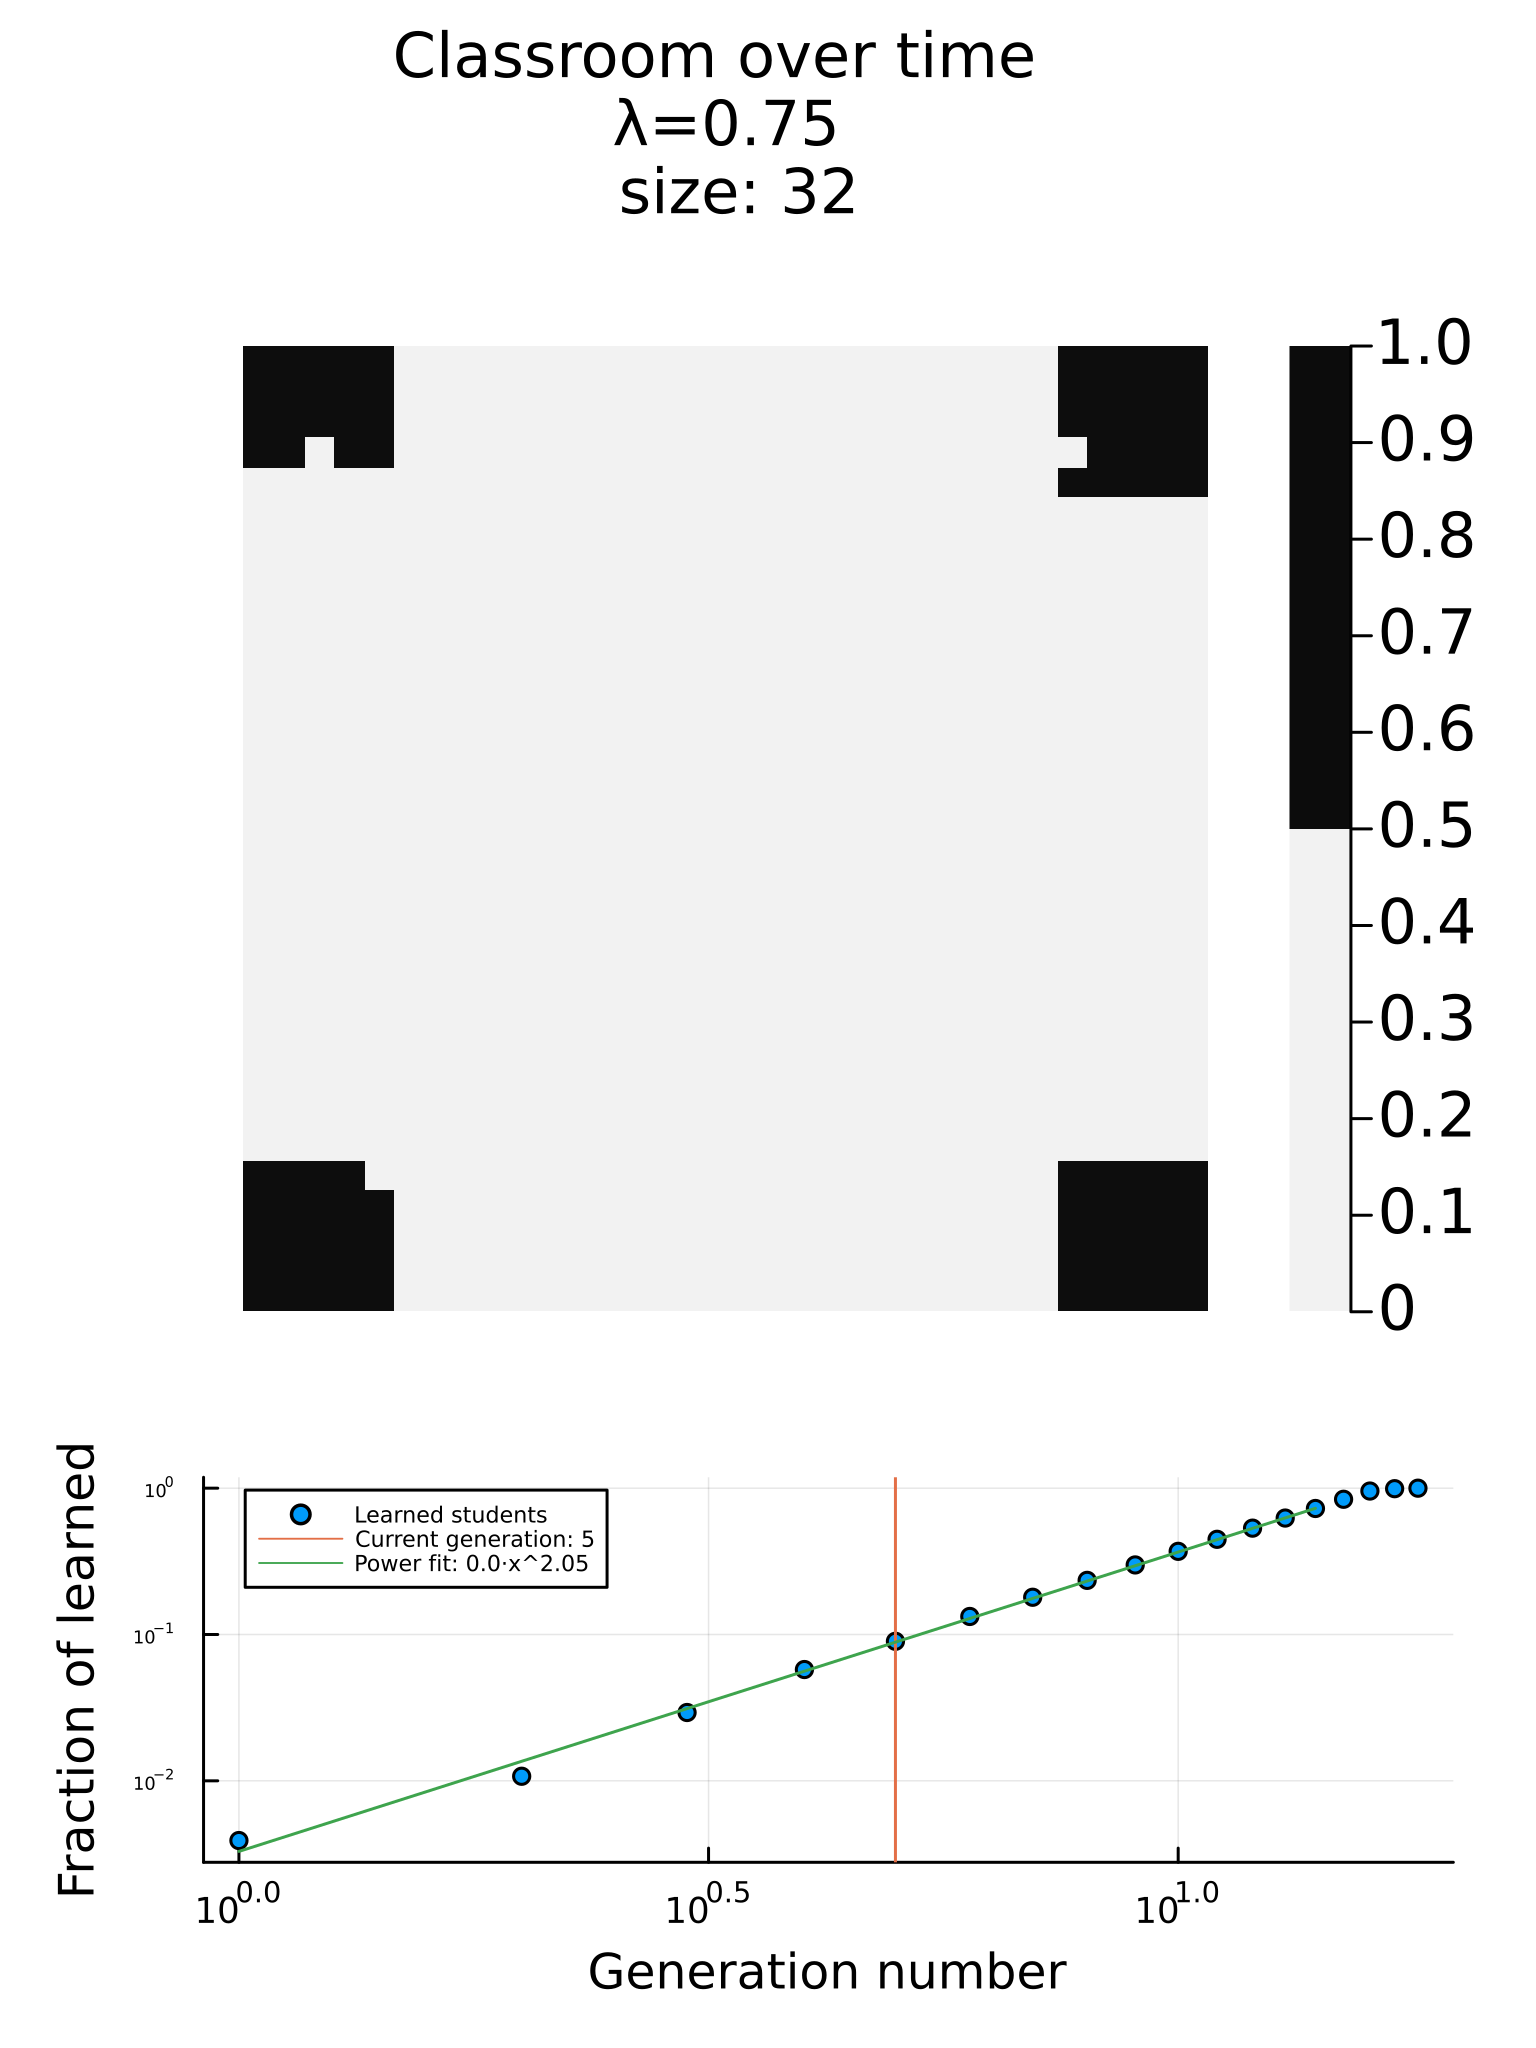 Classroom over time
λ=0.75
size: 32
1.0
0.9
0.8
0.7
0.6
0.5
0.4
0.3
0.2
0.1
0
Fraction of learned
10^0
10^-1
10^-2
Learned students
Current generation: 5
Power fit: 0.0·x^2.05
10^0.0
10^0.5
10^1.0
Generation number